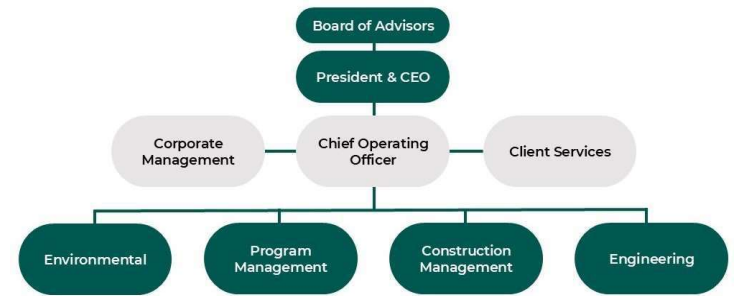 Board of Advisors
President & CEO
Corporate
Management
Chief Operating
Officer
Client Services
Environmental
Program
Management
Construction
Management
Engineering